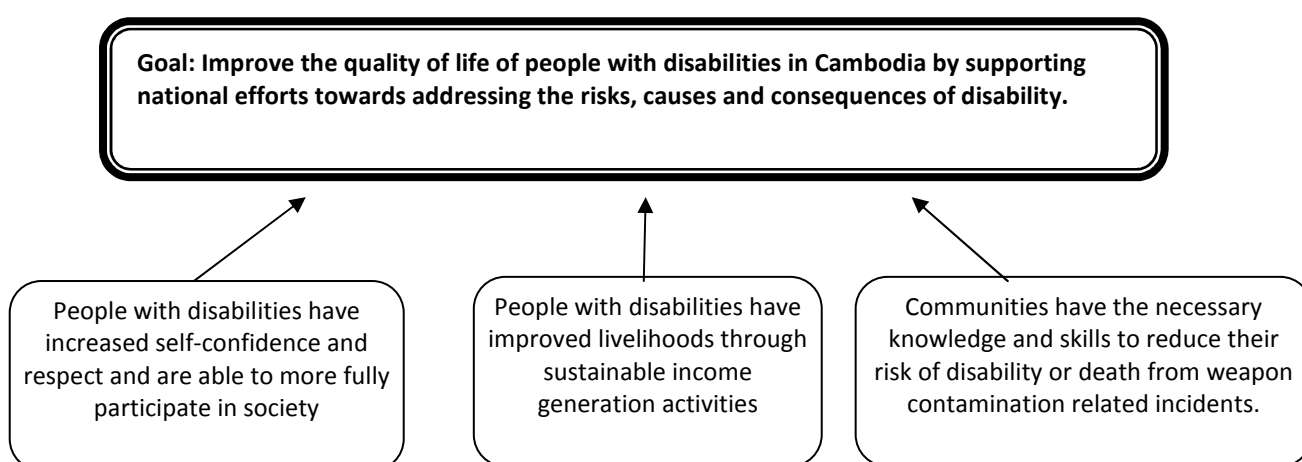 Goal: Improve the quality of life of people with disabilities in Cambodia by supporting
national efforts towards addressing the risks, causes and consequences of disability.
People with disabilities have
increased self-confidence and
respect and are able to more fully
participate in society
People with disabilities have
improved livelihoods through
sustainable income
generation activities
Communities have the necessary
knowledge and skills to reduce their
risk of disability or death from weapon
contamination related incidents.